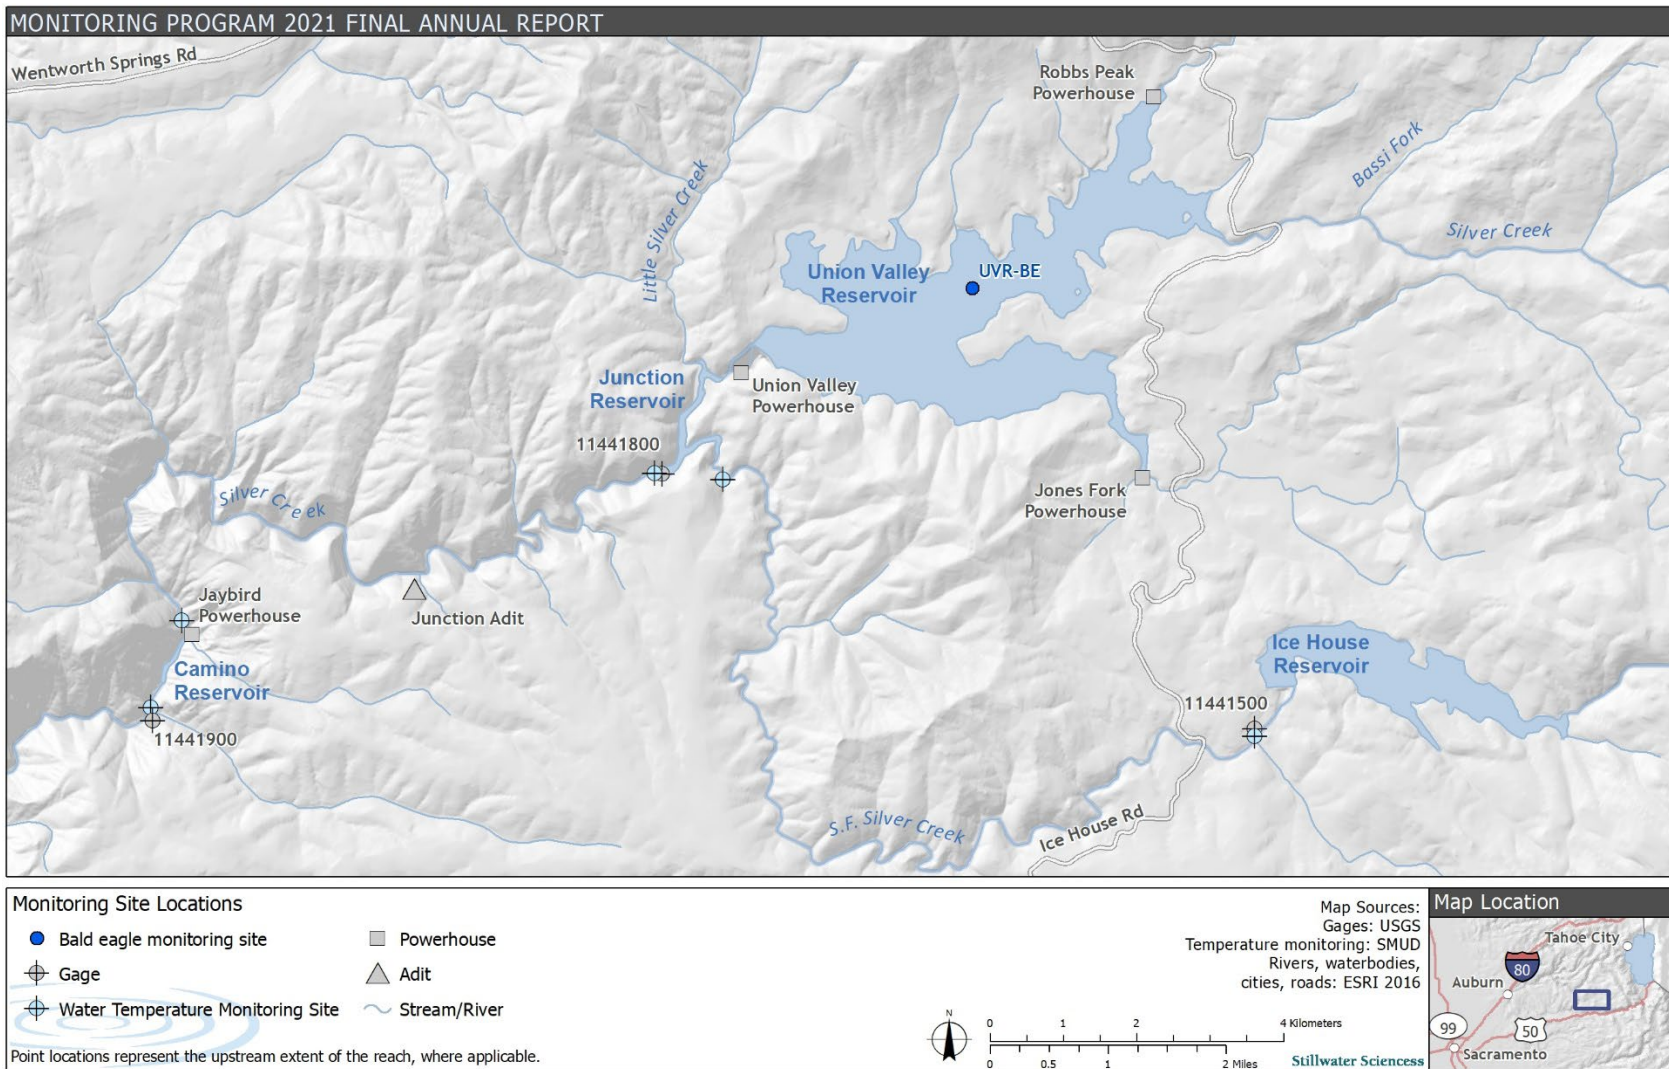 MONITORING PROGRAM 2021 FINAL ANNUAL REPORT
Wentworth Springs Rd
Robbs Peak
Powerhouse
Bassi Fork
Little Silver Creek
Silver Creek
Union Valley
Reservoir
UVR-BE
Junction
Reservoir
Union Valley
Powerhouse
11441800
Silver Creek
Jones Fork
Powerhouse
Jaybird
Powerhouse
Junction Adit
Camino
Reservoir
Ice House
Reservoir
11441500
11441900
S.F. Silver Creek
Ice House Rd
Monitoring Site Locations
Bald eagle monitoring site
Gage
Water Temperature Monitoring Site
Powerhouse
Adit
Stream/River
Point locations represent the upstream extent of the reach, where applicable.
Map Sources:
Gages: USGS
Temperature monitoring: SMUD
Rivers, waterbodies,
cities, roads: ESRI 2016
N
0 1 2 4 Kilometers
0 0.5 1 2 Miles
Stillwater Sciencess
Map Location
Tahoe City
80
Auburn
99
50
Sacramento